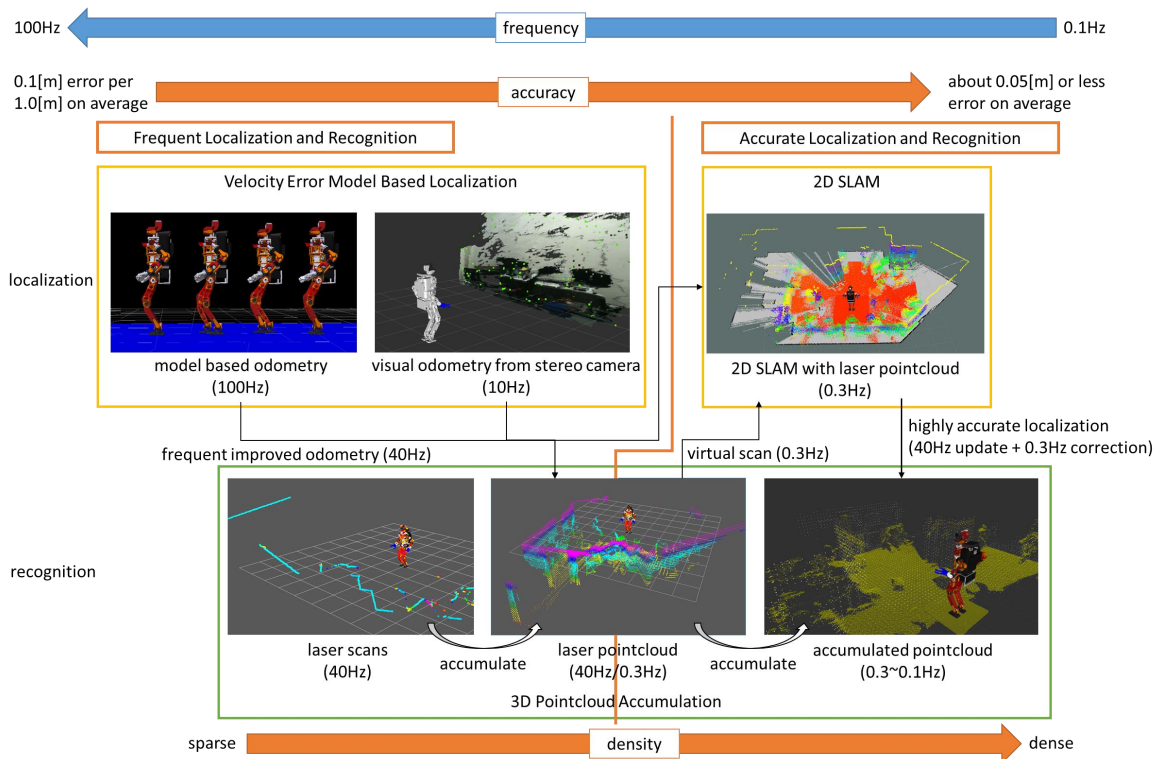 100Hz
frequency
0.1Hz
0.1[m] error per
1.0[m] on average
accuracy
about 0.05[m] or less
error on average
Frequent Localization and Recognition
Accurate Localization and Recognition
Velocity Error Model Based Localization
2D SLAM
localization
model based odometry
(100Hz)
visual odometry from stereo camera
(10Hz)
2D SLAM with laser pointcloud
(0.3Hz)
frequent improved odometry (40Hz)
virtual scan (0.3Hz)
highly accurate localization
(40Hz update + 0.3Hz correction)
recognition
laser scans
(40Hz)
accumulate
laser pointcloud
(40Hz/0.3Hz)
accumulate
accumulated pointcloud
(0.3~0.1Hz)
3D Pointcloud Accumulation
sparse
density
dense